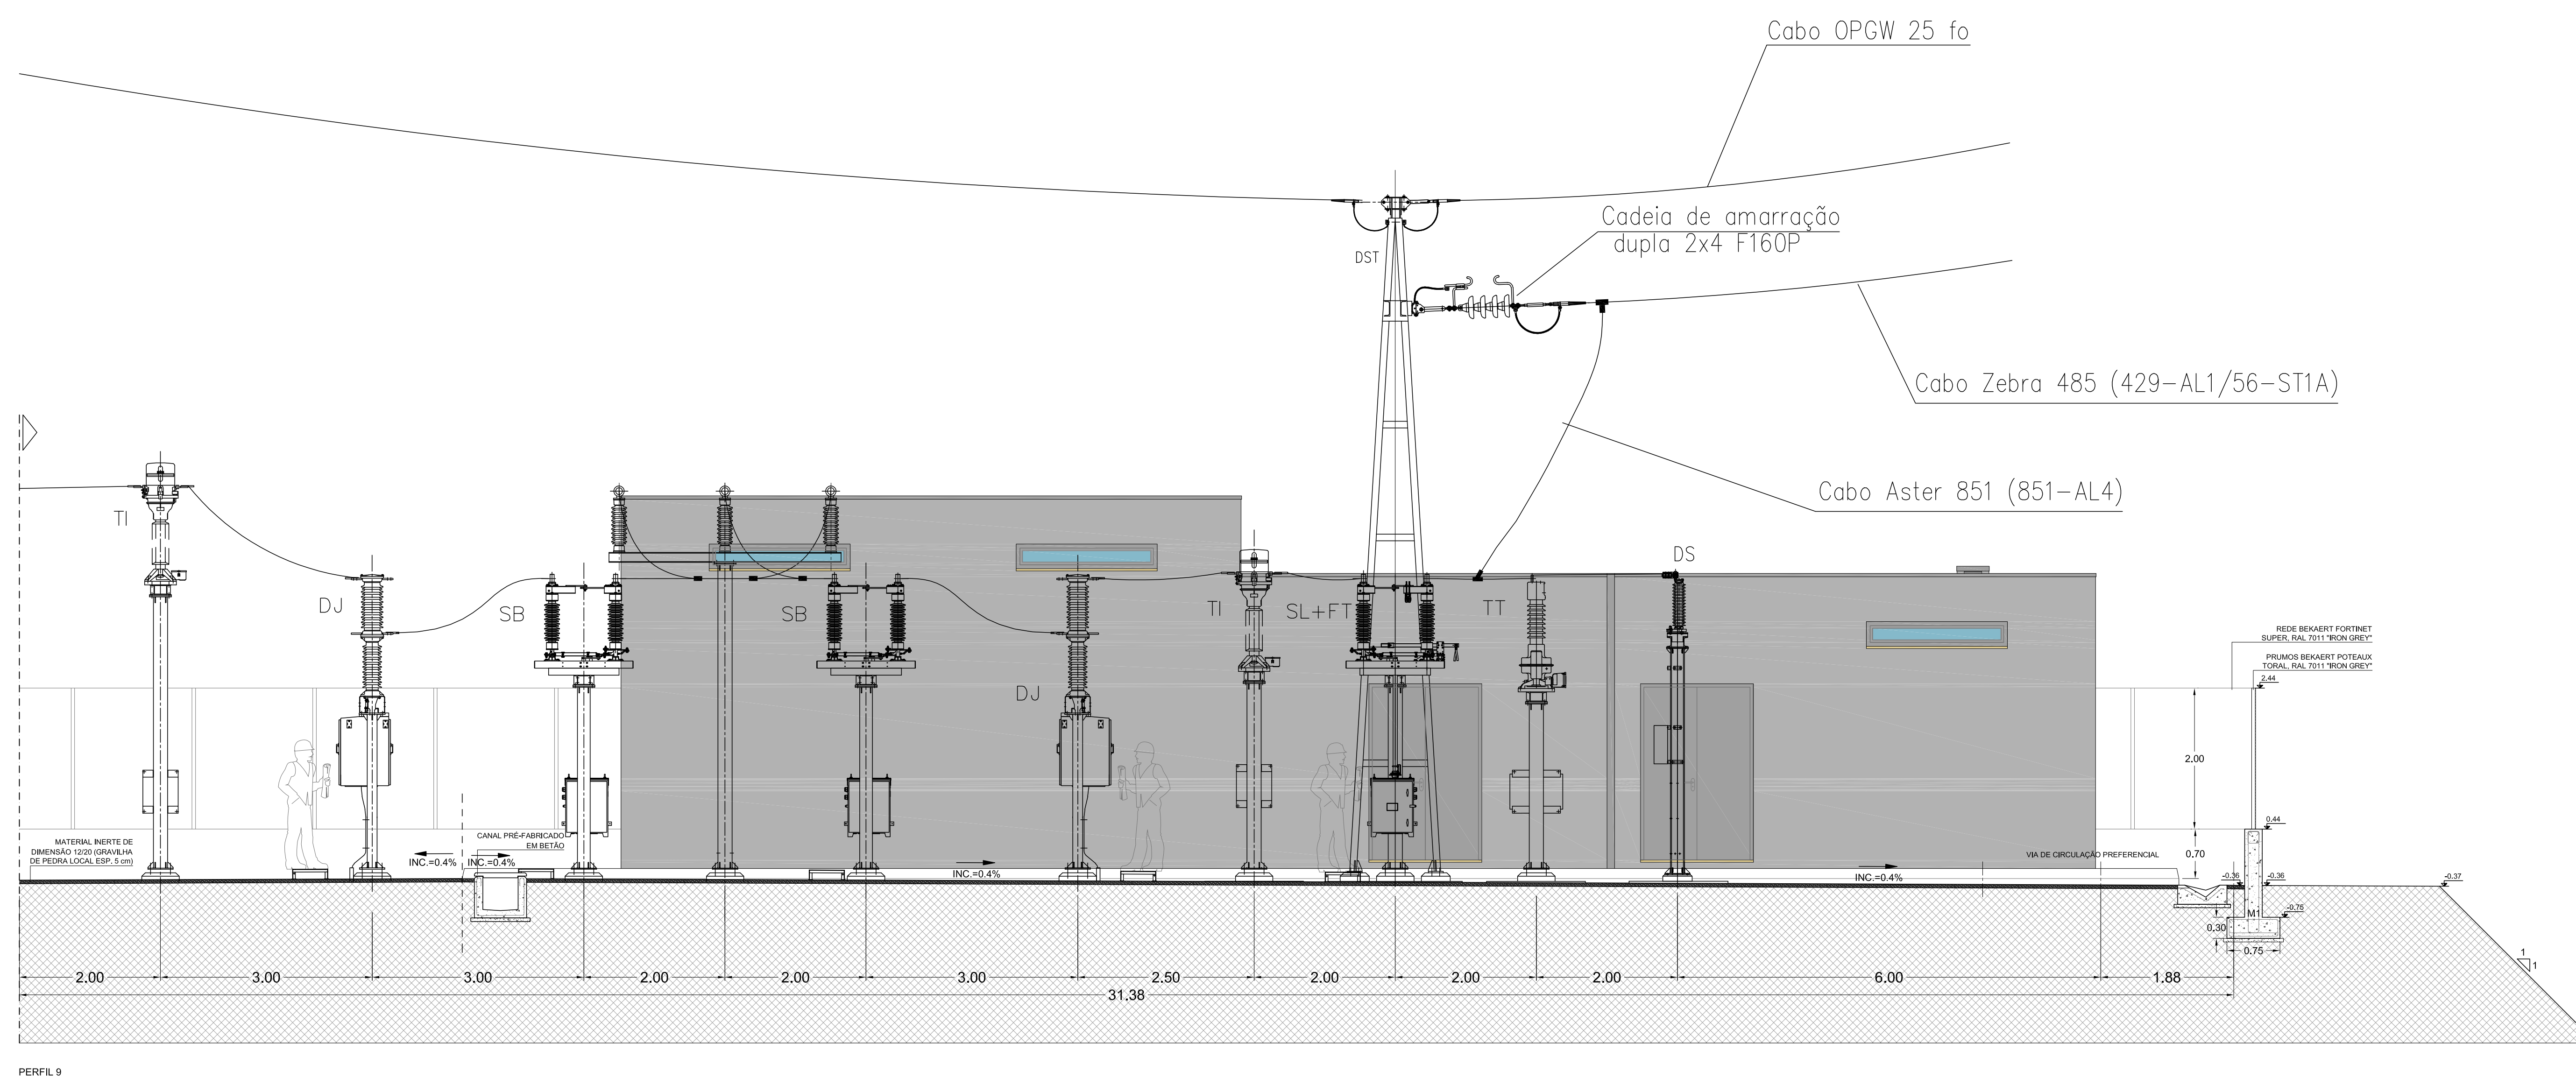 Cabo OPGW 25 fo
Cadeia de amarração
dupla 2x4 F160P
DST
Cabo Zebra 485 (429-AL1/56-ST1A)
Cabo Aster 851 (851-AL4)
TI
DJ
SB
SB
DJ
TI
SL+FT
TT
DS
REDE BEKAERT FORTINET
SUPER, RAL 7011 "IRON GREY"
PRUMOS BEKAERT POTEAUX
TORAL, RAL 7011 "IRON GREY"
2.44
2.00
0.44
0.70
MATERIAL INERTE DE
DIMENSÃO 12/20 (GRAVILHA
DE PEDRA LOCAL ESP. 5 cm)
CANAL PRÉ-FABRICADO
EM BETÃO
INC.=0.4%
INC.=0.4%
INC.=0.4%
INC.=0.4%
VIA DE CIRCULAÇÃO PREFERENCIAL
-0.36
-0.36
-0.37
M1
-0.75
0.30
0.75
1
1
2.00
3.00
3.00
2.00
2.00
3.00
2.50
2.00
2.00
2.00
6.00
1.88
31.38
PERFIL 9